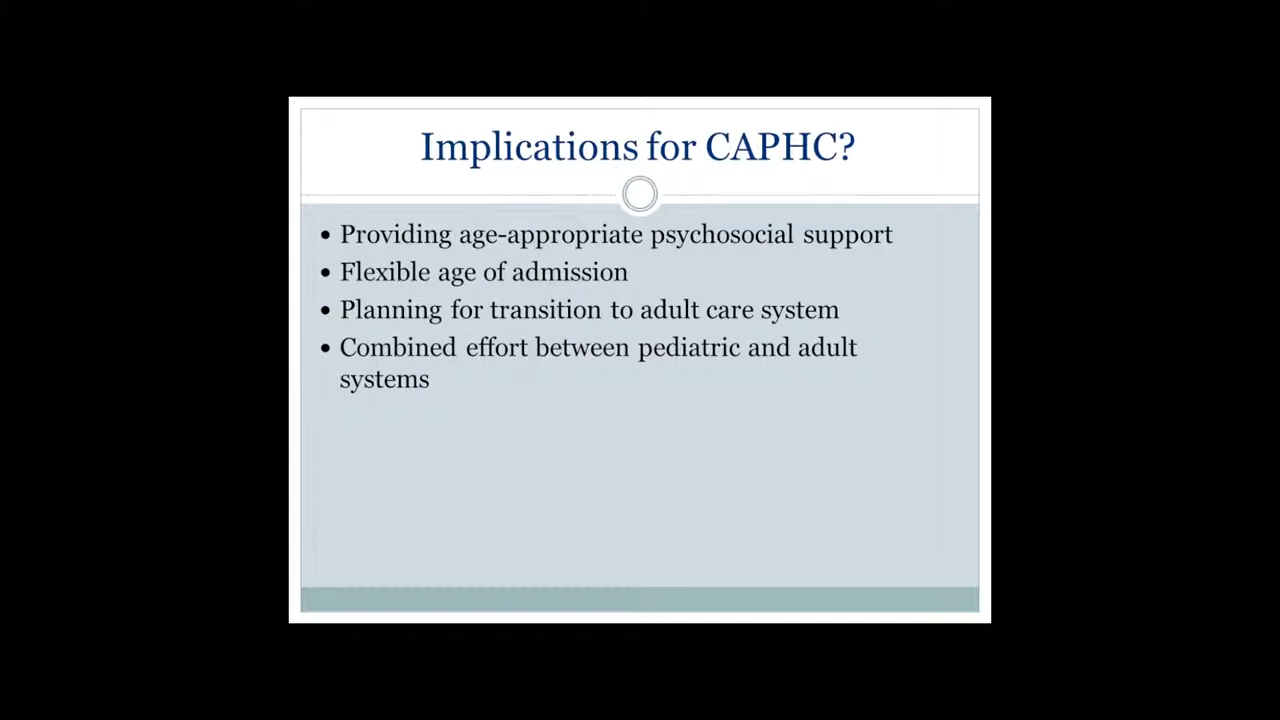 Implications for CAPHC?
• Providing age-appropriate psychosocial support
• Flexible age of admission
• Planning for transition to adult care system
• Combined effort between pediatric and adult
systems